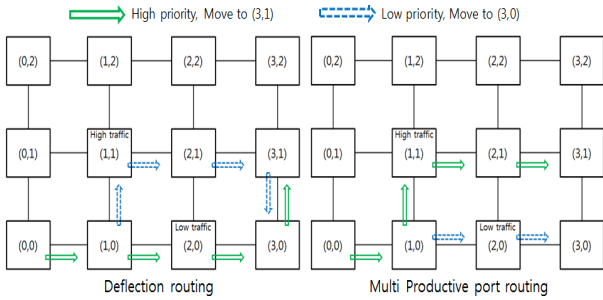 High priority, Move to (3,1) Low priority, Move to (3,0)
(0,2) (1,2) (2,2) (3,2) (0,2) (1,2) (2,2) (3,2)
High traffic High traffic
(0,1) (1,1) (2,1) (3,1) (0,1) (1,1) (2,1) (3,1)
Low traffic Low traffic
(0,0) (1,0) (2,0) (3,0) (0,0) (1,0) (2,0) (3,0)
Deflection routing Multi Productive port routing